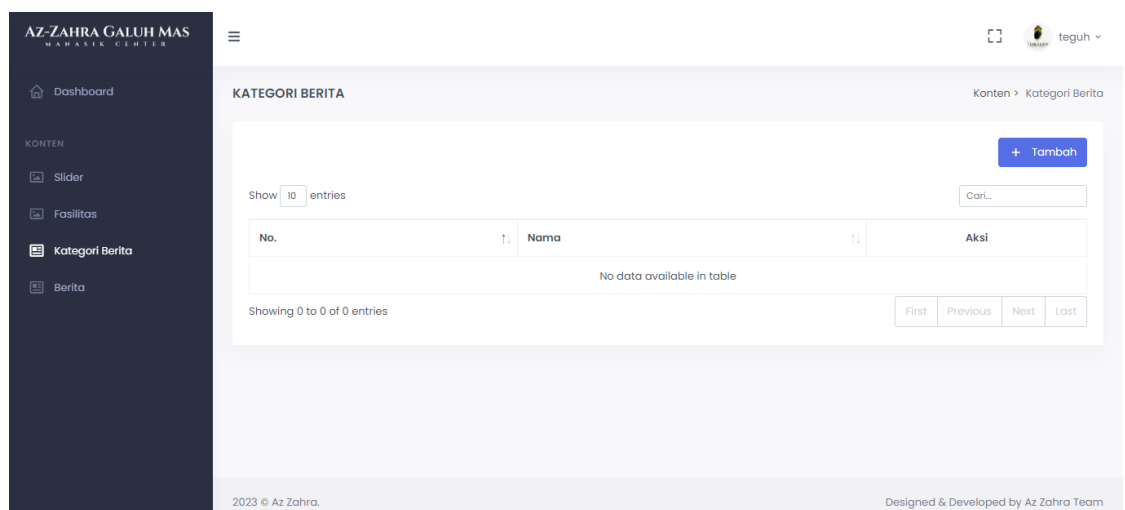 AZ-ZAHRA GALUH MAS
MANASIK CENTER
teguh
Dashboard
KONTEN
Slider
Fasilitas
Kategori Berita
Berita
KATEGORI BERITA
Konten > Kategori Berita
+ Tambah
Show 10 entries
Cari...
No. Nama Aksi
No data available in table
Showing 0 to 0 of 0 entries
First Previous Next Last
2023 © Az Zahra.
Designed & Developed by Az Zahra Team